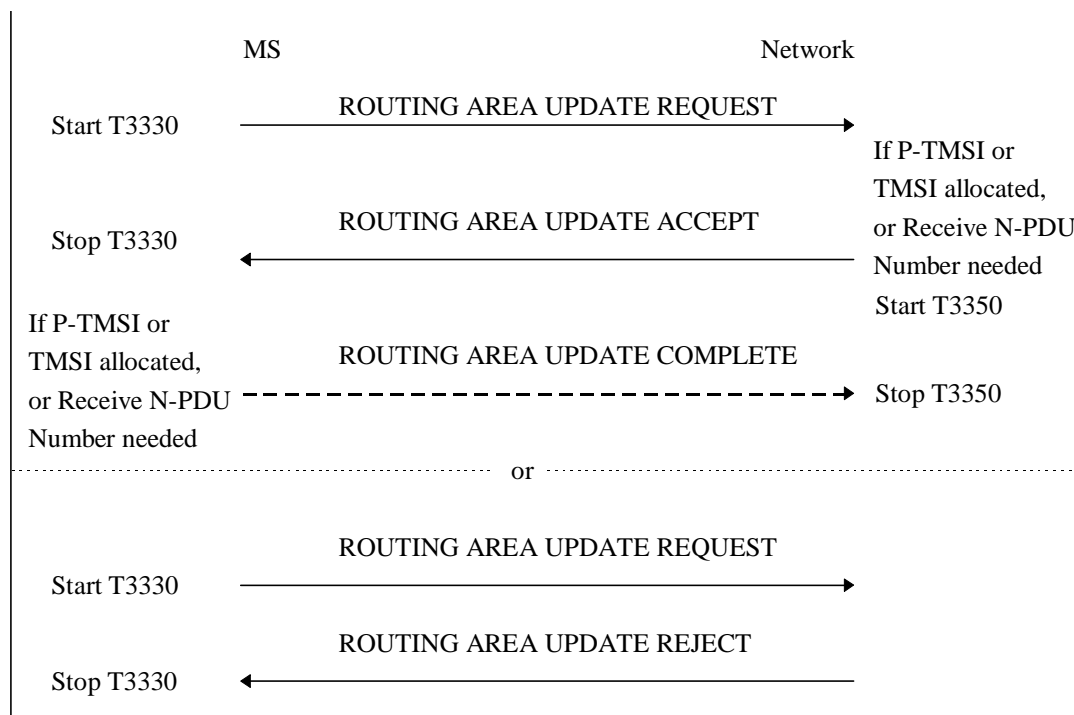 MS
Network
ROUTING AREA UPDATE REQUEST
Start T3330
If P-TMSI or
TMSI allocated,
or Receive N-PDU
Number needed
Start T3350
ROUTING AREA UPDATE ACCEPT
Stop T3330
If P-TMSI or
TMSI allocated,
or Receive N-PDU
Number needed
ROUTING AREA UPDATE COMPLETE
Stop T3350
or
ROUTING AREA UPDATE REQUEST
Start T3330
ROUTING AREA UPDATE REJECT
Stop T3330